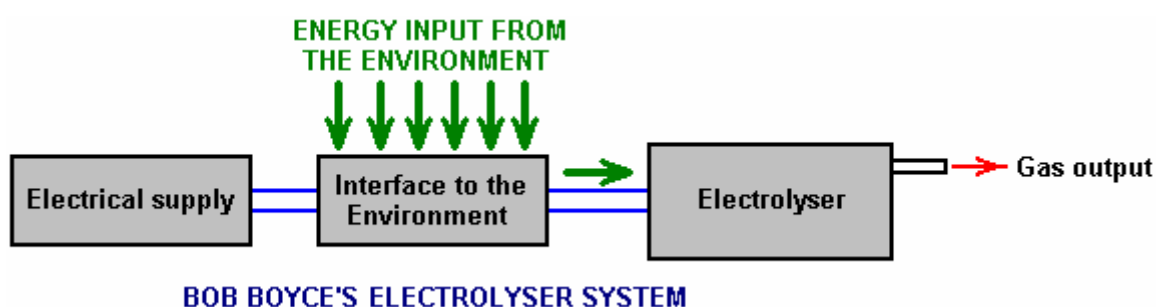 ENERGY INPUT FROM
THE ENVIRONMENT
Electrical supply
Interface to the
Environment
Electrolyser
Gas output
BOB BOYCE'S ELECTROLYSER SYSTEM